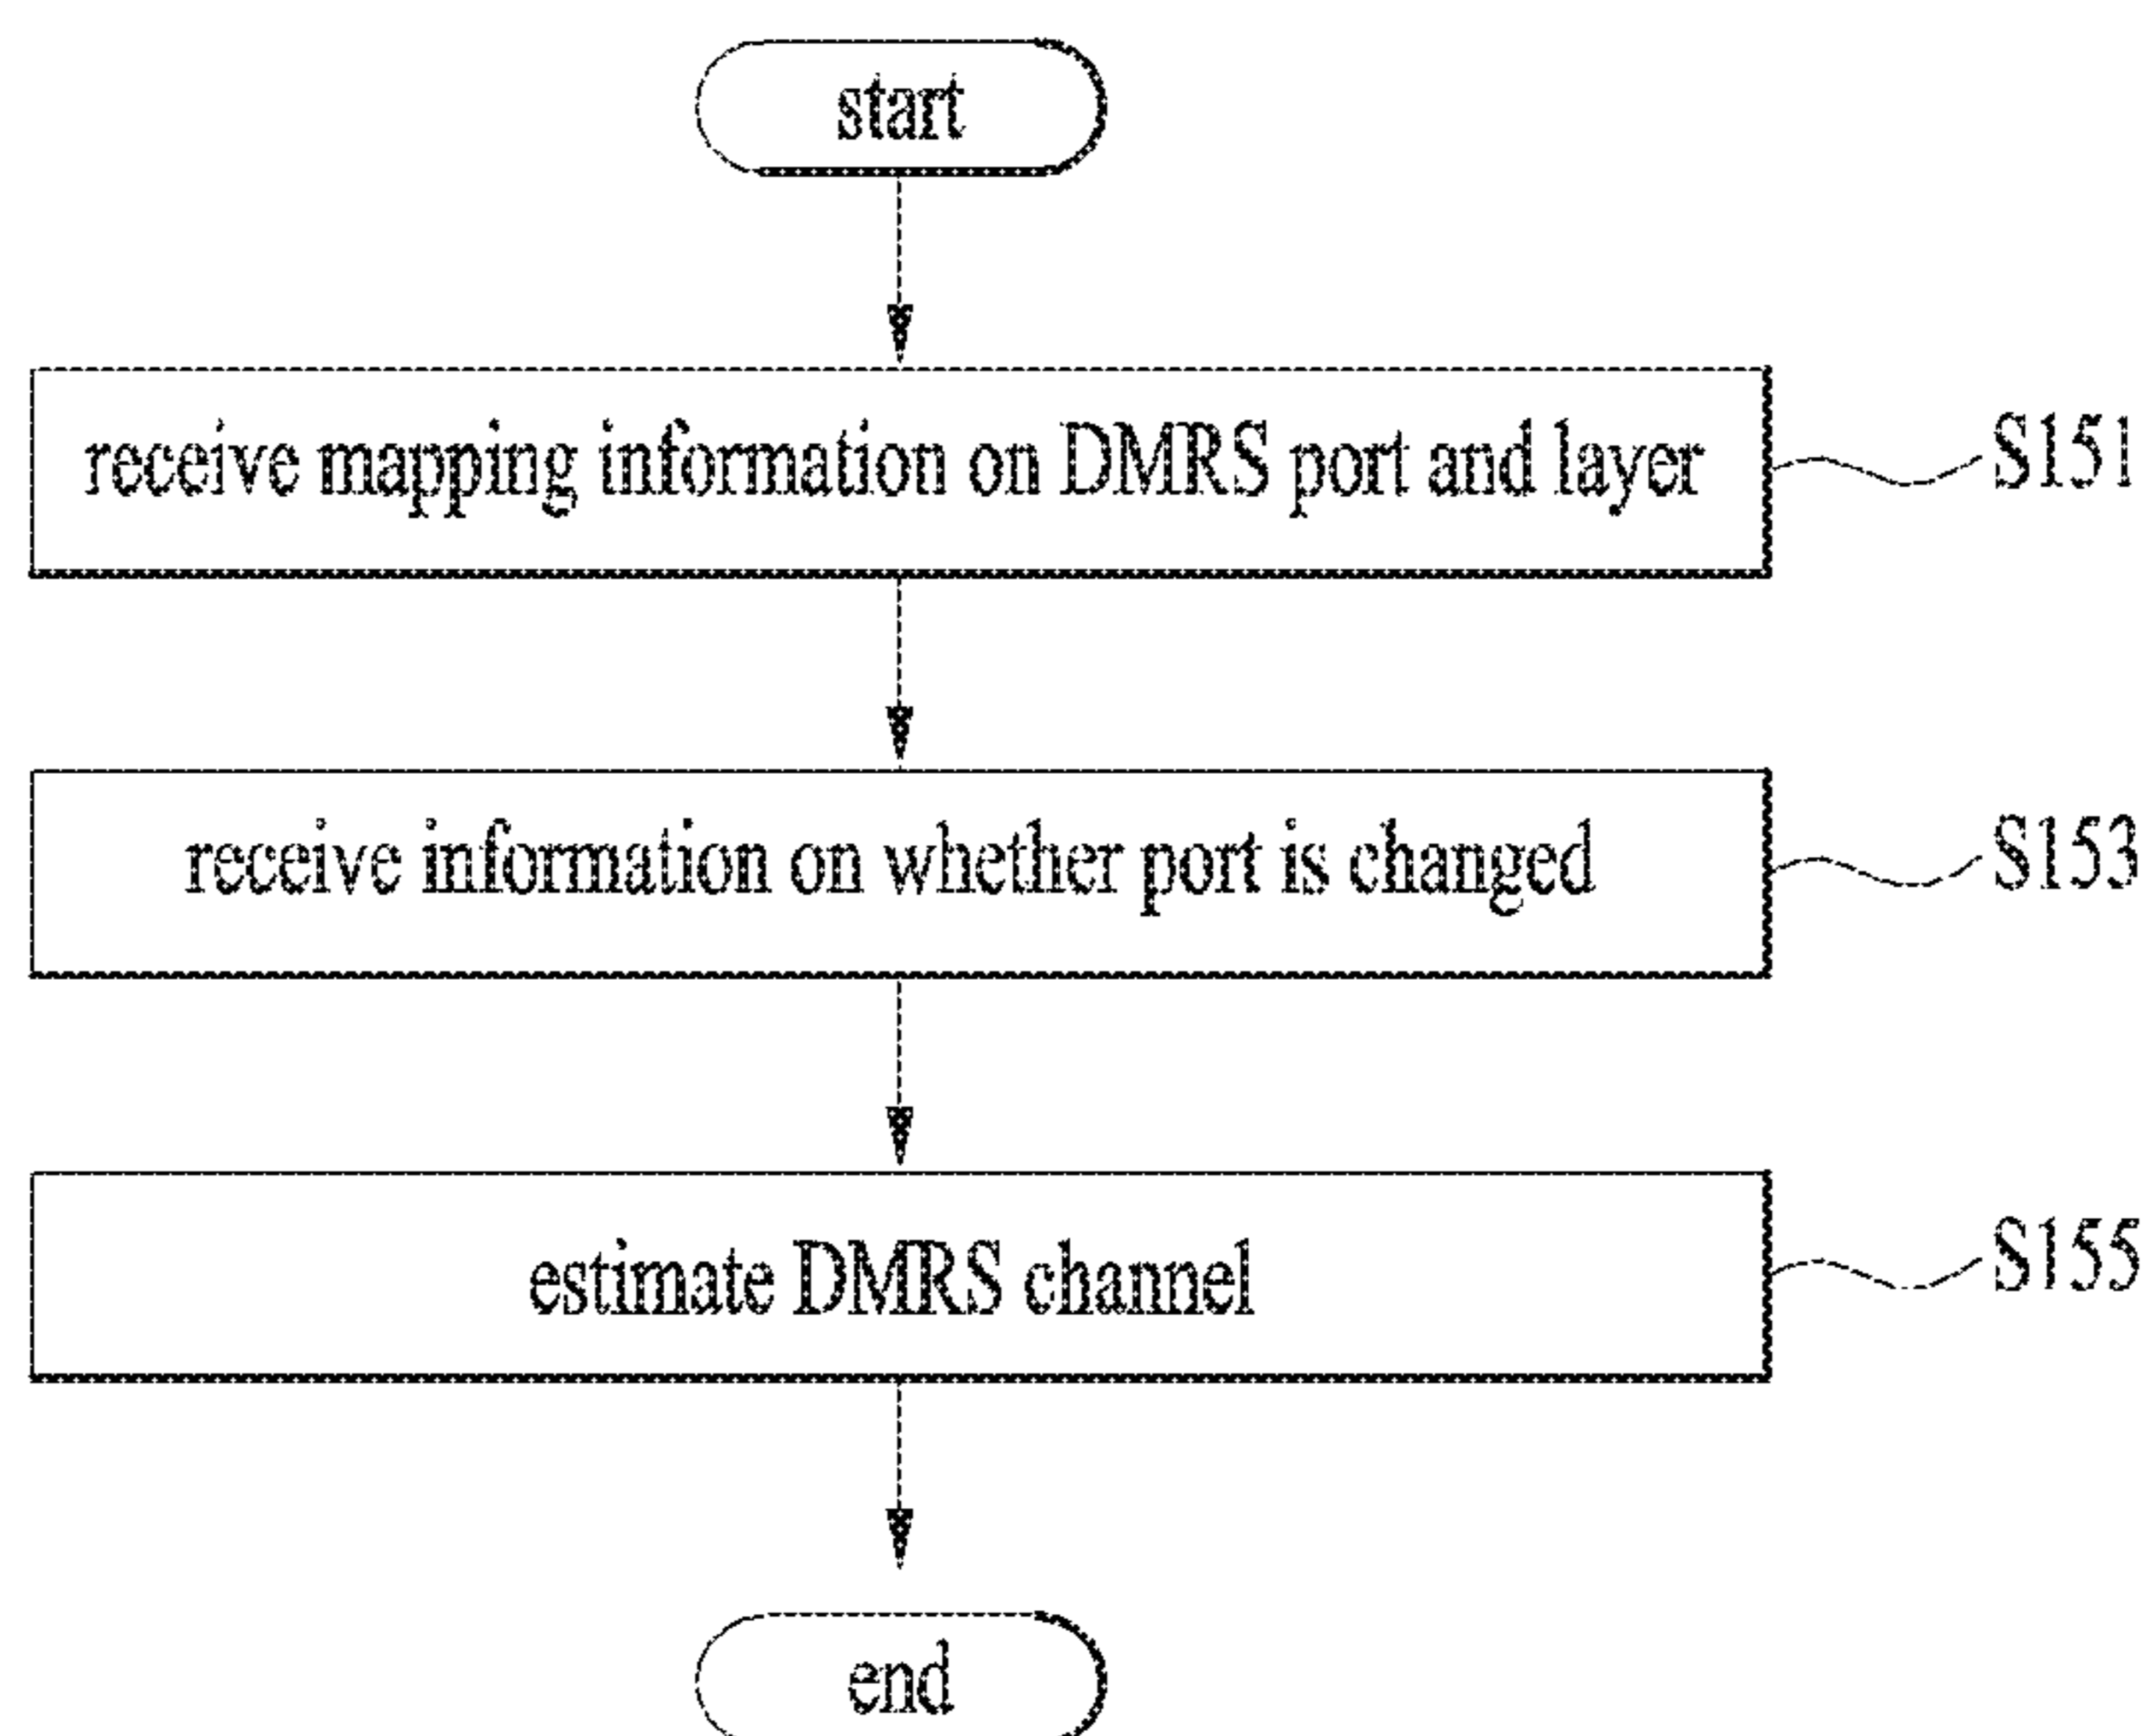 start
receive mapping information on DMRS port and layer
S151
receive information on whether port is changed
S153
estimate DMRS channel
S155
end